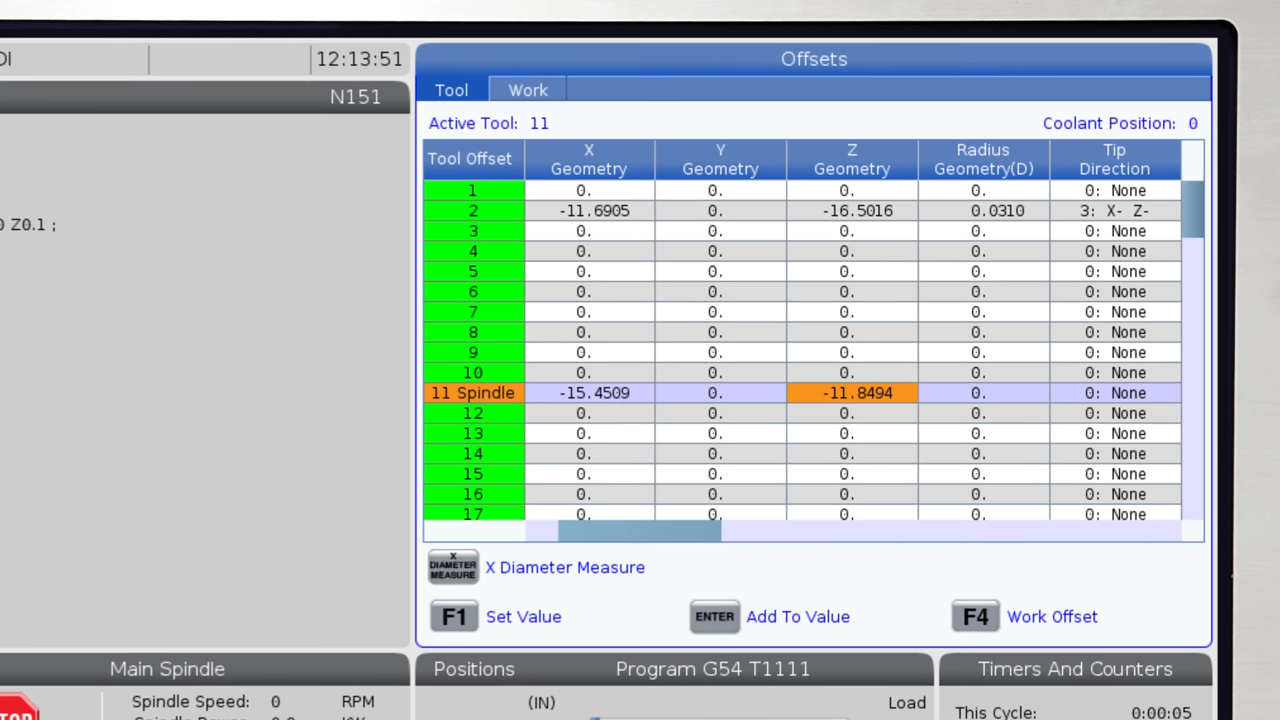 DI
12:13:51
N151
0 Z0.1 ;
Offsets
Tool Work
Active Tool: 11 Coolant Position: 0
Tool Offset X Geometry Y Geometry Z Geometry Radius Geometry(D) Tip Direction
1 0. 0. 0. 0. 0: None
2 -11.6905 0. -16.5016 0.0310 3: X- Z-
3 0. 0. 0. 0. 0: None
4 0. 0. 0. 0. 0: None
5 0. 0. 0. 0. 0: None
6 0. 0. 0. 0. 0: None
7 0. 0. 0. 0. 0: None
8 0. 0. 0. 0. 0: None
9 0. 0. 0. 0. 0: None
10 0. 0. 0. 0. 0: None
11 Spindle -15.4509 0. -11.8494 0. 0: None
12 0. 0. 0. 0. 0: None
13 0. 0. 0. 0. 0: None
14 0. 0. 0. 0. 0: None
15 0. 0. 0. 0. 0: None
16 0. 0. 0. 0. 0: None
17 0. 0. 0. 0. 0: None
X DIAMETER MEASURE X Diameter Measure
F1 Set Value ENTER Add To Value F4 Work Offset
Main Spindle
Spindle Speed: 0 RPM
Positions Program G54 T1111
(IN) Load
Timers And Counters
This Cycle: 0:00:05